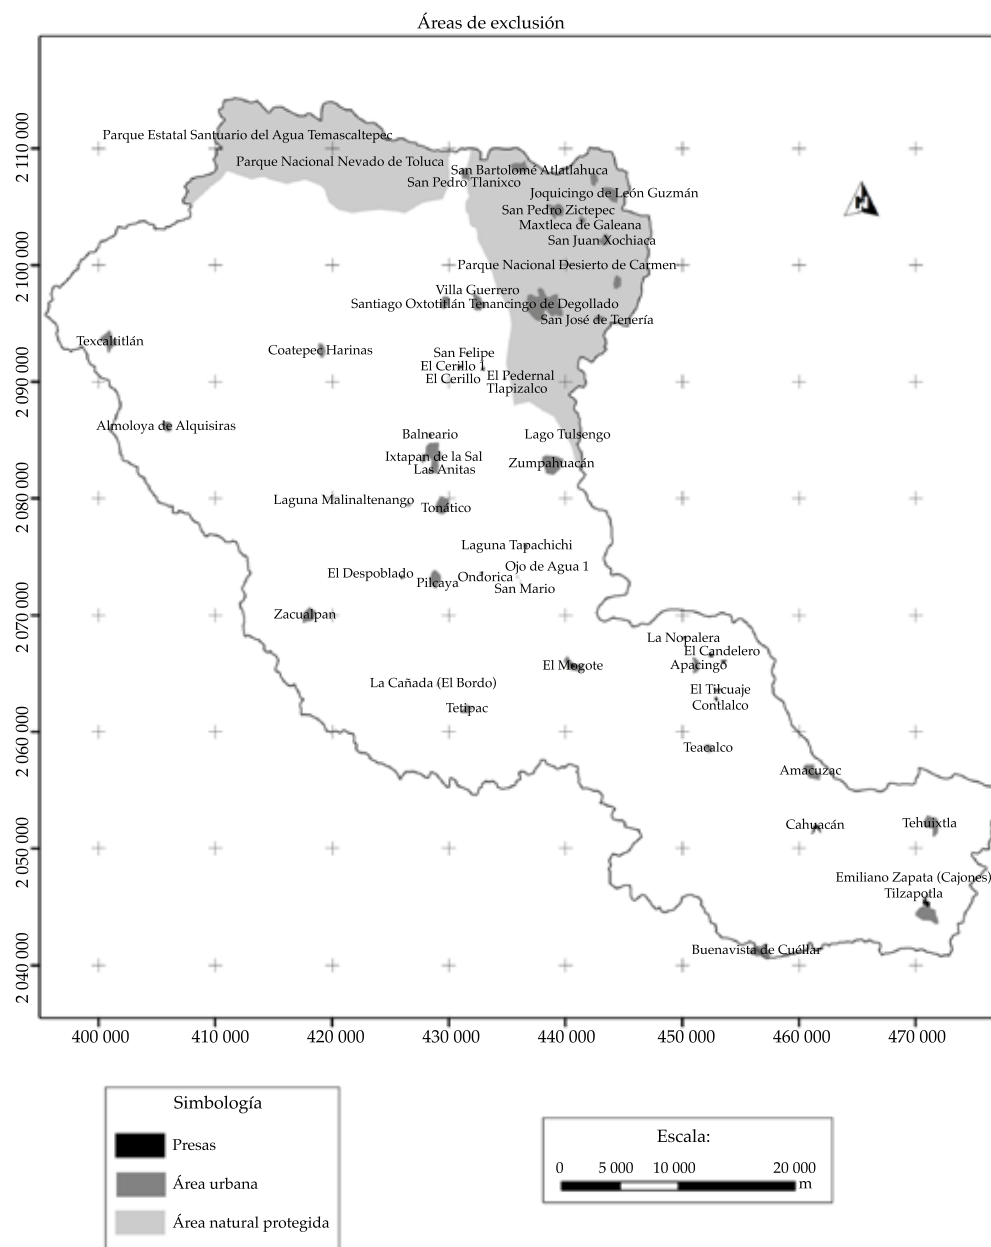 Áreas de exclusión
2 110 000
2 100 000
2 090 000
2 080 000
2 070 000
2 060 000
2 050 000
2 040 000
Parque Estatal Santuario del Agua Temascaltepec
Parque Nacional Nevado de Toluca
San Bartolomé Atlatlahuca
San Pedro Tlanixco
Joquicingo de León Guzmán
San Pedro Zictepec
Maxtleca de Galeana
San Juan Xochiaca
Parque Nacional Desierto de Carmen
Villa Guerrero
Santiago Oxtotitlán Tenancingo de Degollado
San José de Tenería
Texcaltitlán
Coatepec Harinas
San Felipe
El Cerillo 1
El Cerillo
El Pedernal
Tlapizalco
Almoloya de Alquisiras
Balneario
Lago Tulsengo
Ixtapan de la Sal
Las Anitas
Zumpahuacán
Laguna Malinaltenango
Tonático
Laguna Tapachichi
Ojo de Agua 1
El Despoblado
Pilcaya
Ondorica
San Mario
Zacualpan
La Nopalera
El Candelero
El Mogote
Apacingo
La Cañada (El Bordo)
El Tilcuaje
Contlalco
Tetipac
Teacalco
Amacuzac
Cahuacán
Tehuixtla
Emiliano Zapata (Cajones)
Tilzapotla
Buenavista de Cuéllar
400 000 410 000 420 000 430 000 440 000 450 000 460 000 470 000
Simbología
Presas
Área urbana
Área natural protegida
Escala:
0 5 000 10 000 20 000
m